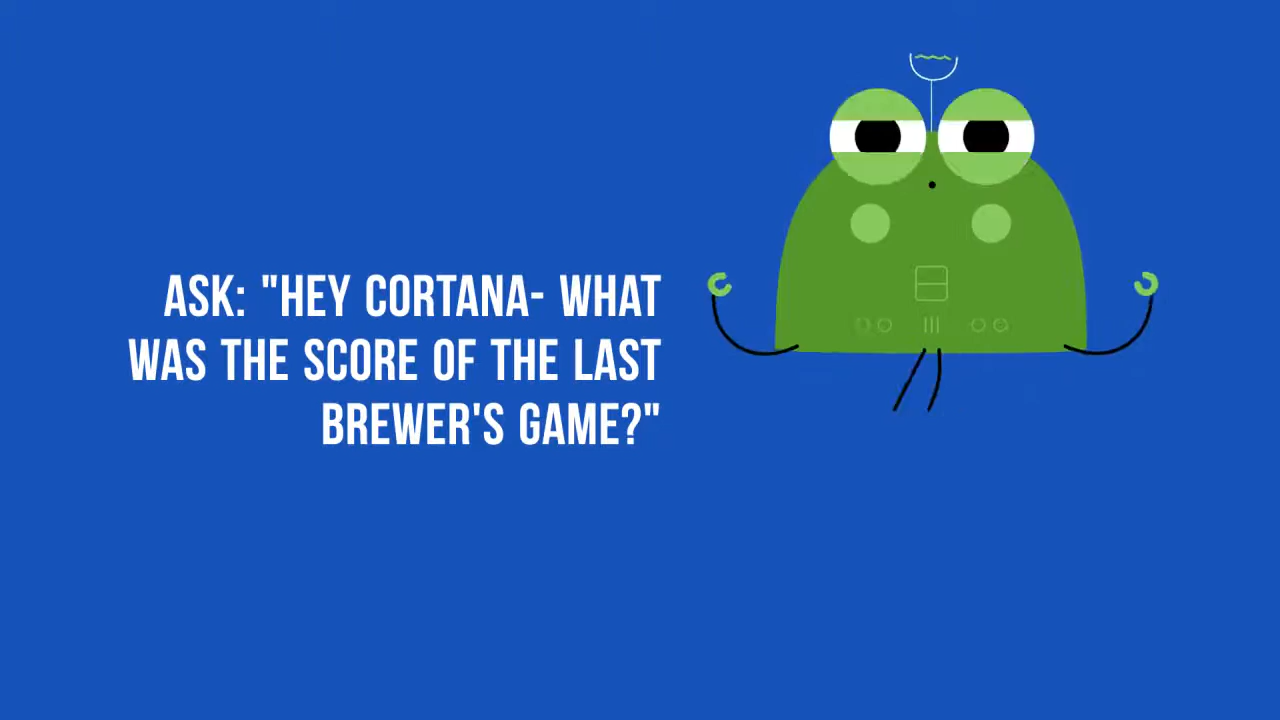 ASK: "HEY CORTANA- WHAT
WAS THE SCORE OF THE LAST
BREWER'S GAME?"